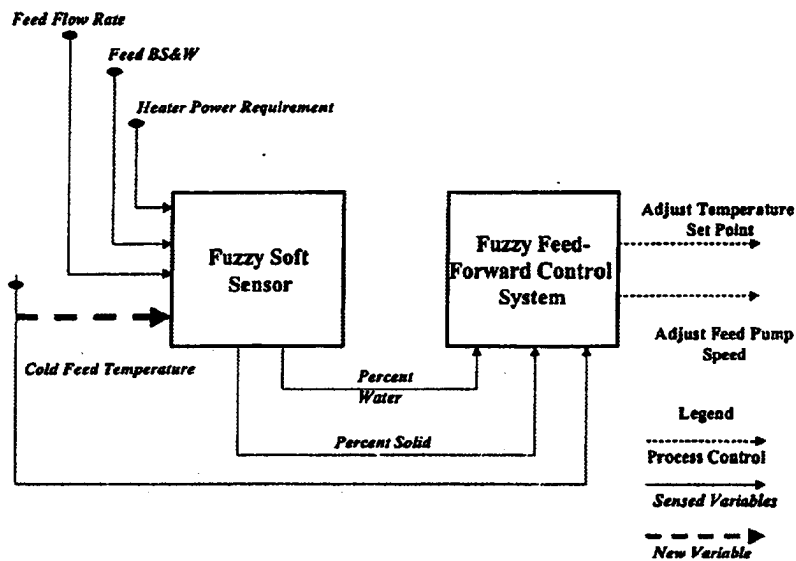 Feed Flow Rate
Feed BS&W
Heater Power Requirement
Fuzzy Soft
Sensor
Fuzzy Feed-
Forward Control
System
Adjust Temperature
Set Point
Adjust Feed Pump
Speed
Cold Feed Temperature
Percent
Water
Percent Solid
Legend
Process Control
Sensed Variables
New Variable